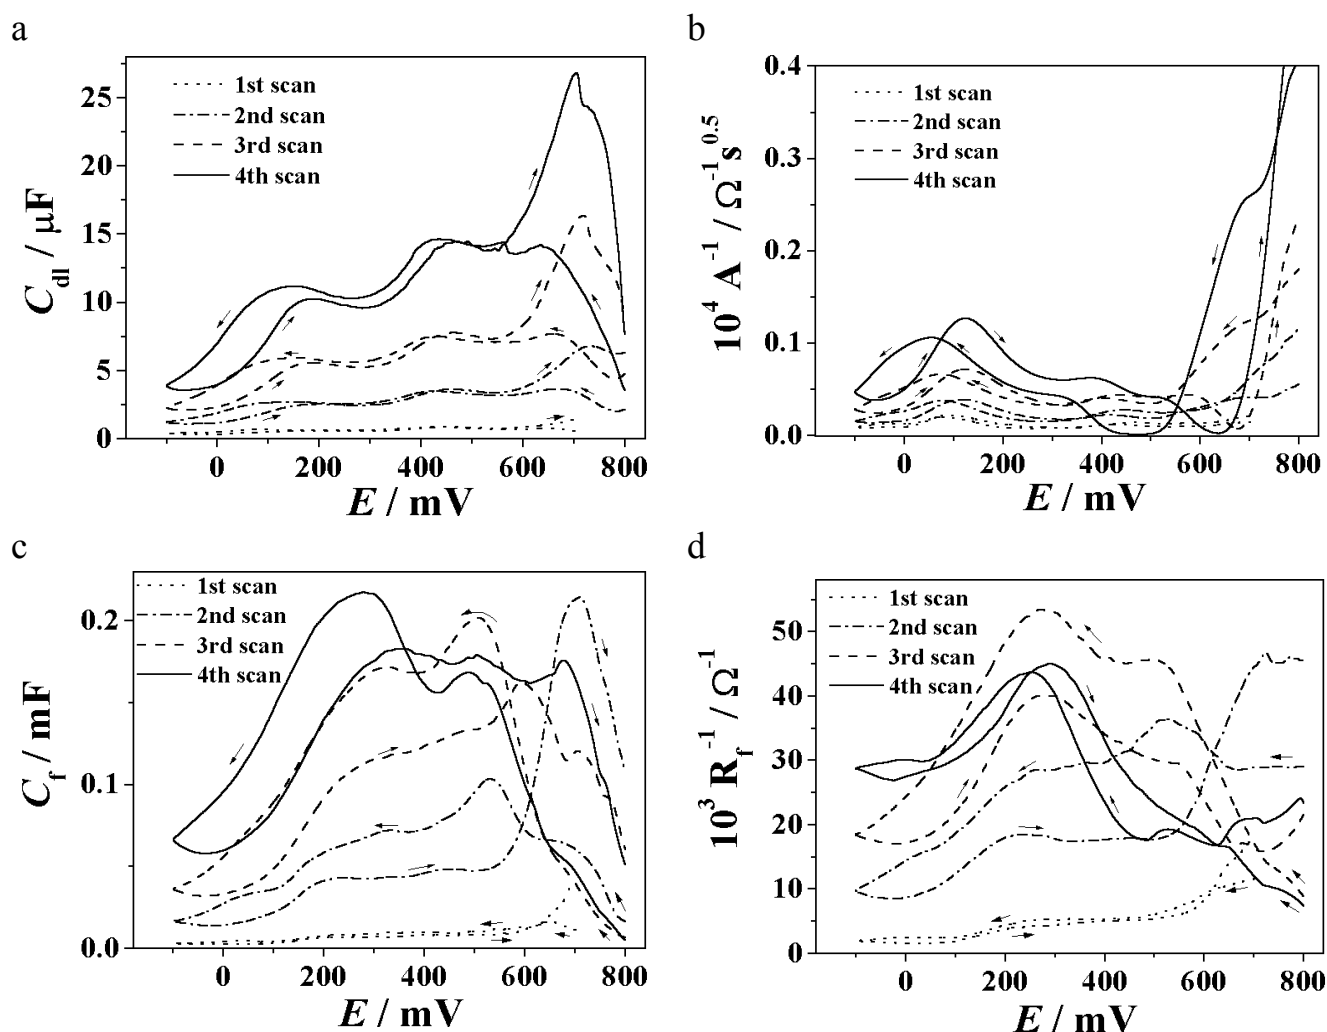 a
25
20
15
10
5
0
C_dl / μF
1st scan
2nd scan
3rd scan
4th scan
0 200 400 600 800
E / mV
b
0.4
0.3
0.2
0.1
0.0
10^4 A^-1 / Ω^-1 s^0.5
1st scan
2nd scan
3rd scan
4th scan
0 200 400 600 800
E / mV
c
0.2
0.1
0.0
C_f / mF
1st scan
2nd scan
3rd scan
4th scan
0 200 400 600 800
E / mV
d
50
40
30
20
10
0
10^3 R_f^-1 / Ω^-1
1st scan
2nd scan
3rd scan
4th scan
0 200 400 600 800
E / mV